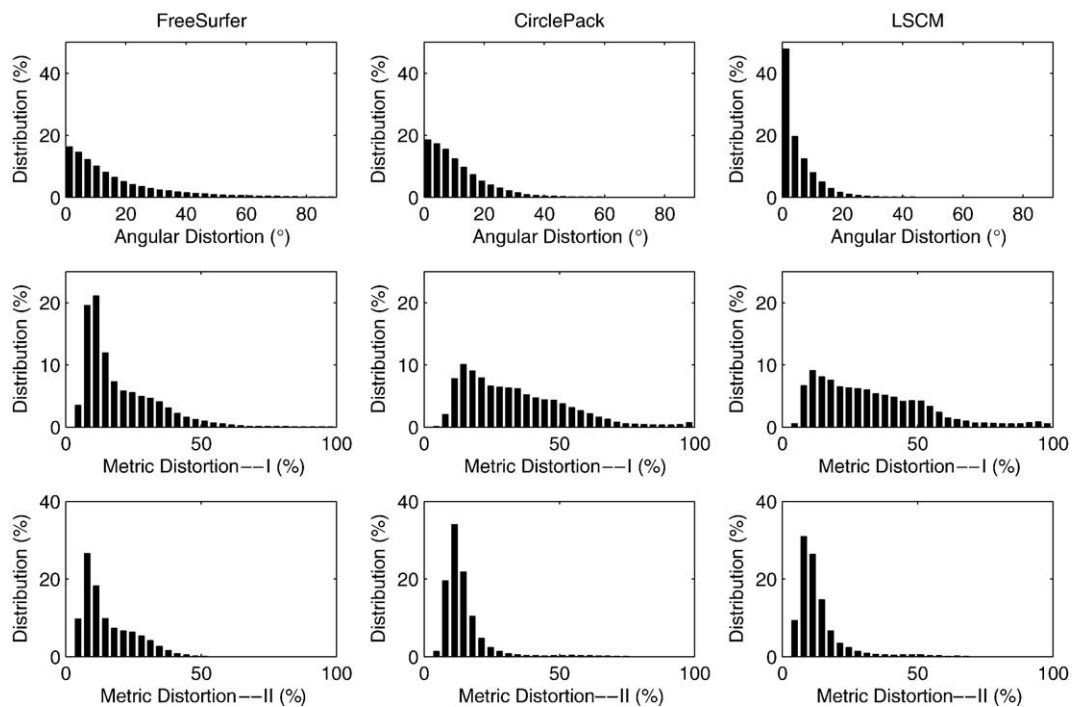 FreeSurfer CirclePack LSCM
Distribution (%) Distribution (%) Distribution (%)
40 40 40
20 20 20
0 0 0
0 20 40 60 80 0 20 40 60 80 0 20 40 60 80
Angular Distortion (°) Angular Distortion (°) Angular Distortion (°)
Distribution (%) Distribution (%) Distribution (%)
20 20 20
10 10 10
0 0 0
0 50 100 0 50 100 0 50 100
Metric Distortion--I (%) Metric Distortion--I (%) Metric Distortion--I (%)
Distribution (%) Distribution (%) Distribution (%)
40 40 40
20 20 20
0 0 0
0 50 100 0 50 100 0 50 100
Metric Distortion--II (%) Metric Distortion--II (%) Metric Distortion--II (%)